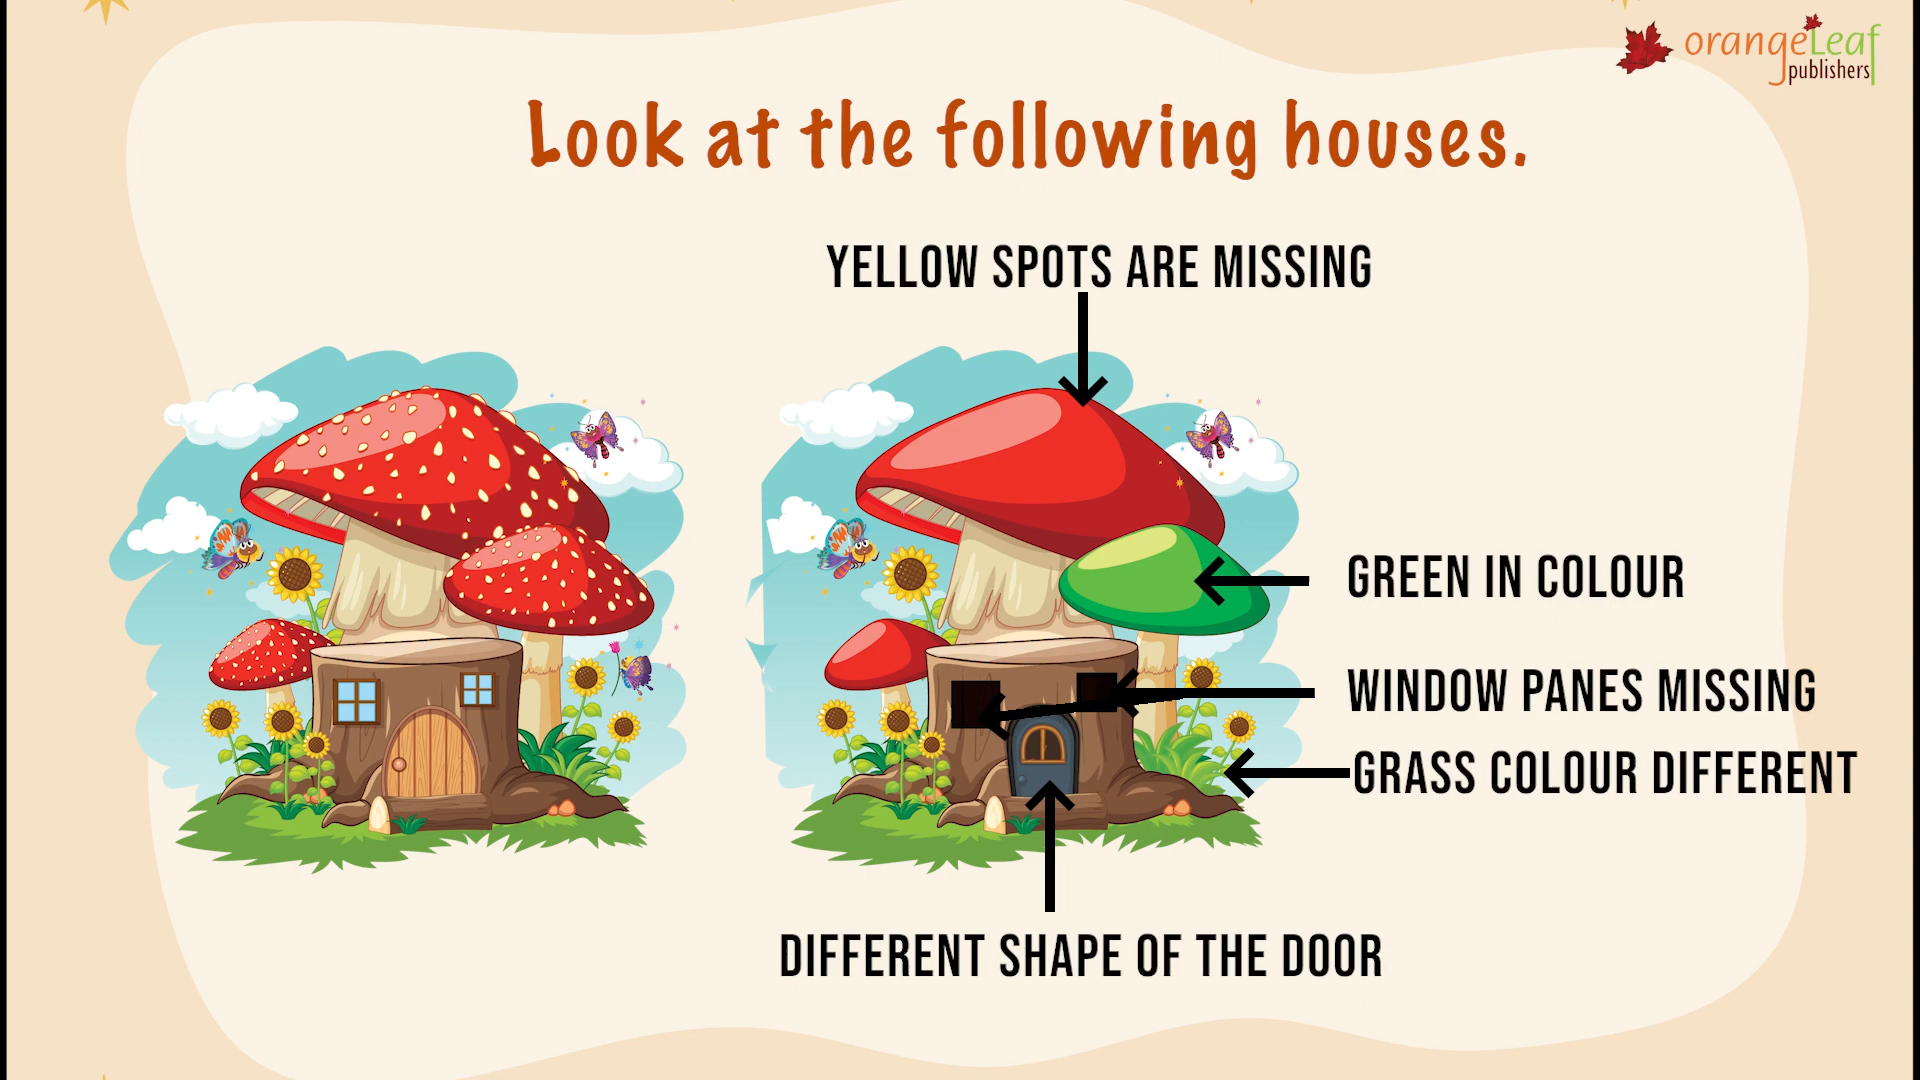 orangeLeaf
publishers
Look at the following houses.
YELLOW SPOTS ARE MISSING
GREEN IN COLOUR
WINDOW PANES MISSING
GRASS COLOUR DIFFERENT
DIFFERENT SHAPE OF THE DOOR